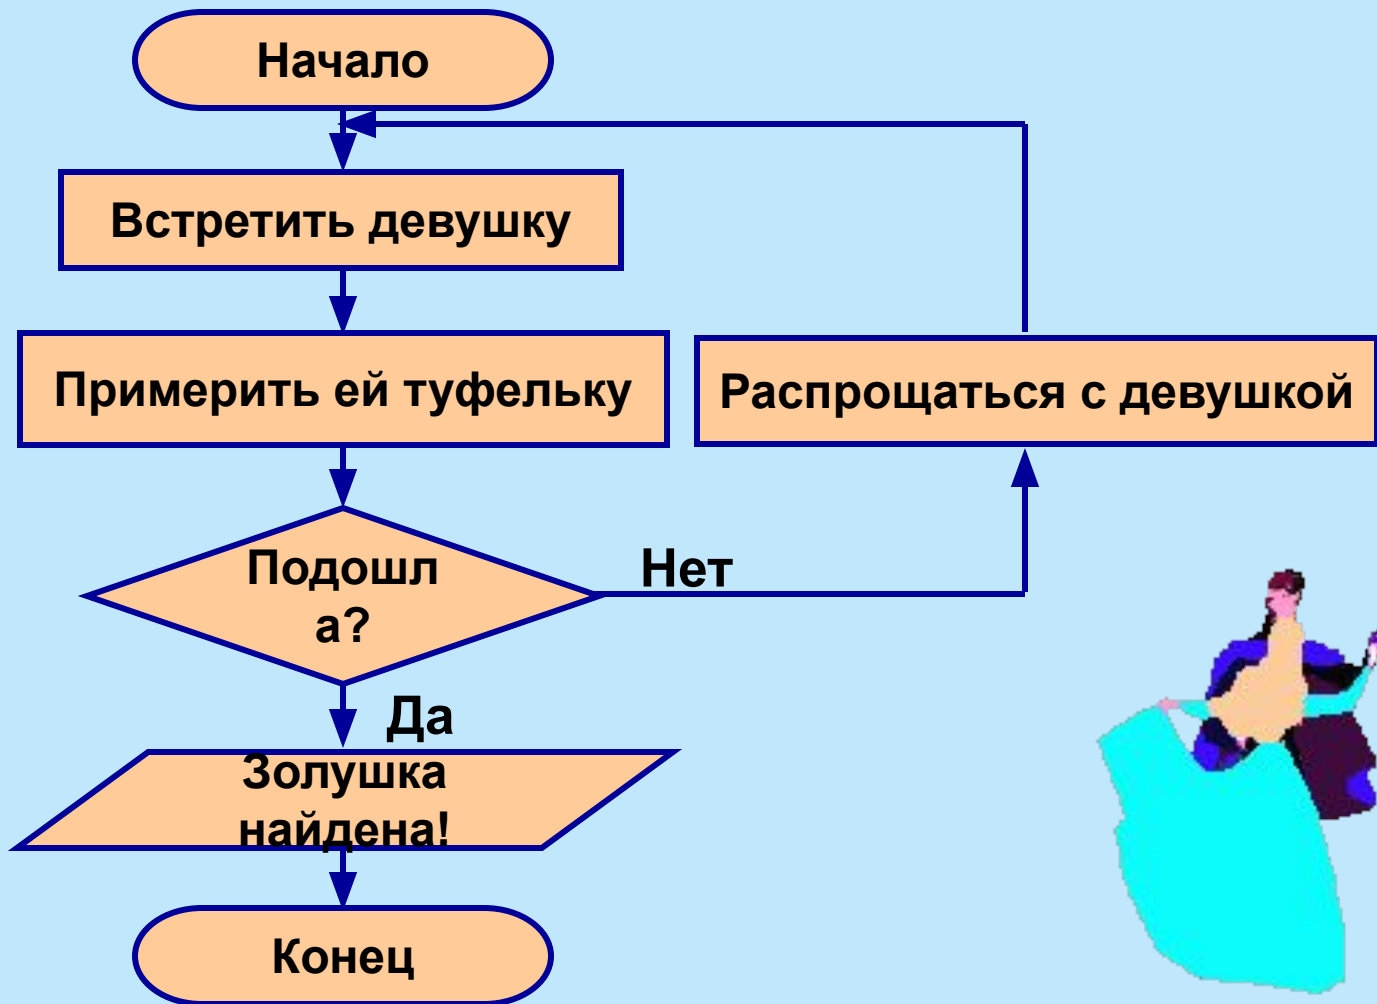 Начало
Встретить девушку
Примерить ей туфельку
Распрощаться с девушкой
Подошл
а?
Нет
Да
Золушка
найдена!
Конец